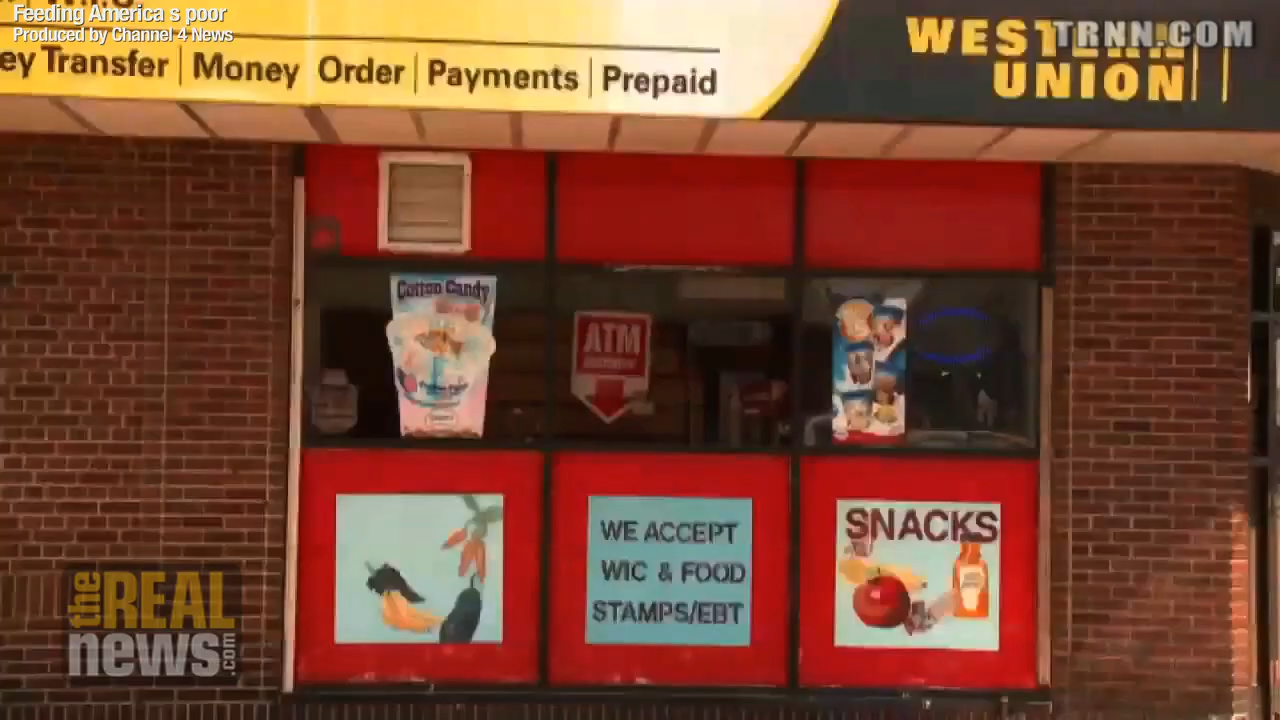 Feeding America s poor
Produced by Channel 4 News
TRNN.COM
WESTERN
UNION
ey Transfer | Money Order | Payments | Prepaid
Cotton Candy
ATM
WE ACCEPT
WIC & FOOD
STAMPS/EBT
SNACKS
the REAL
news.com